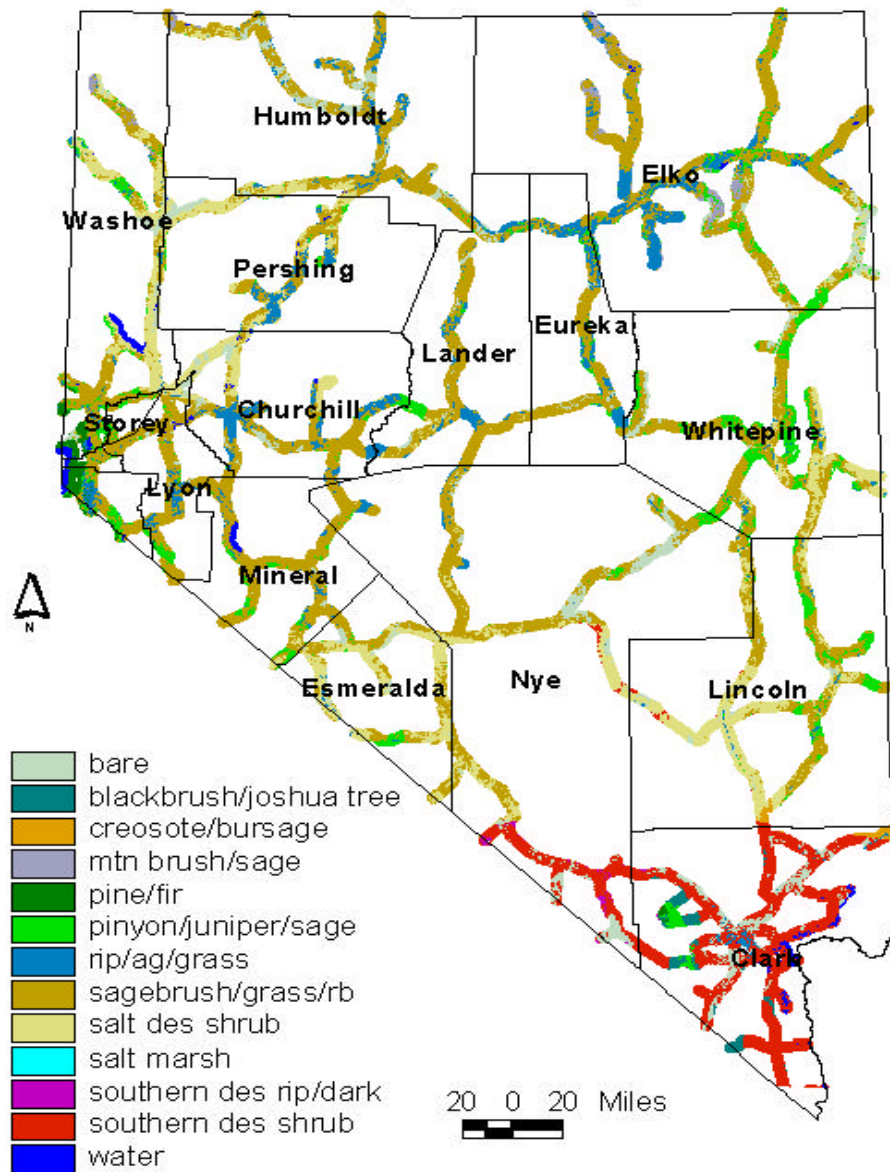 Humboldt
Elko
Washoe
Pershing
Eureka
Lander
Storey
Churchill
Whitepine
Lyon
Mineral
N
Esmeralda
Nye
Lincoln
Clark
bare
blackbrush/joshua tree
creosote/bursage
mtn brush/sage
pine/fir
pinyon/juniper/sage
rip/ag/grass
sagebrush/grass/rb
salt des shrub
salt marsh
southern des rip/dark
southern des shrub
water
20 0 20 Miles